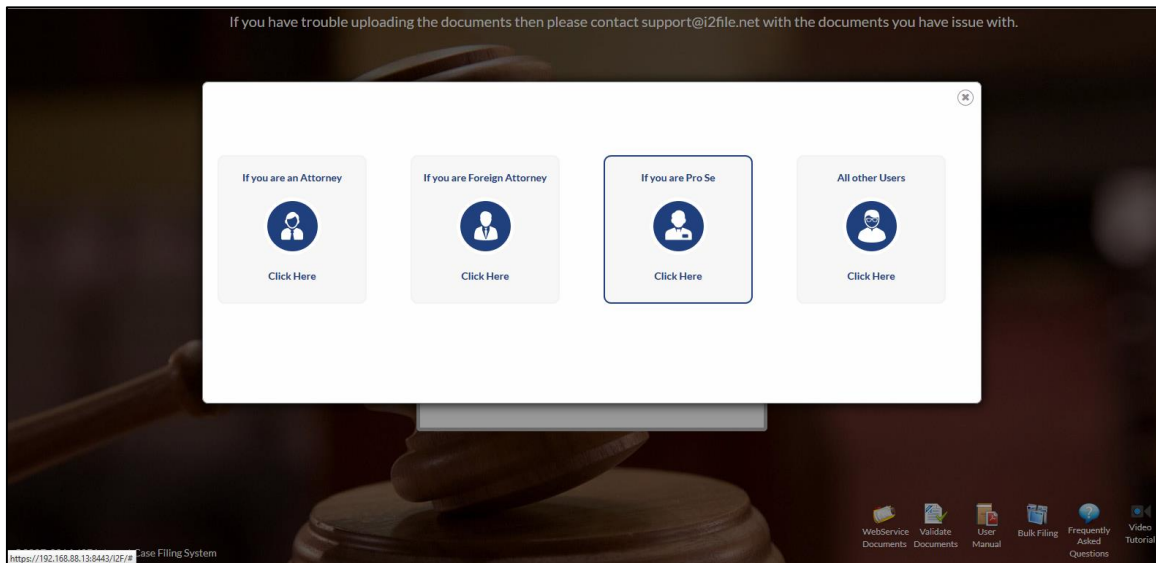 If you have trouble uploading the documents then please contact support@i2file.net with the documents you have issue with.
If you are an Attorney
Click Here
If you are Foreign Attorney
Click Here
If you are Pro Se
Click Here
All other Users
Click Here
WebService
Documents
Validate
Documents
User
Manual
Bulk Filing
Frequently
Asked
Questions
Video
Tutorial
Case Filing System
https://192.168.88.13:8443/I2F/#